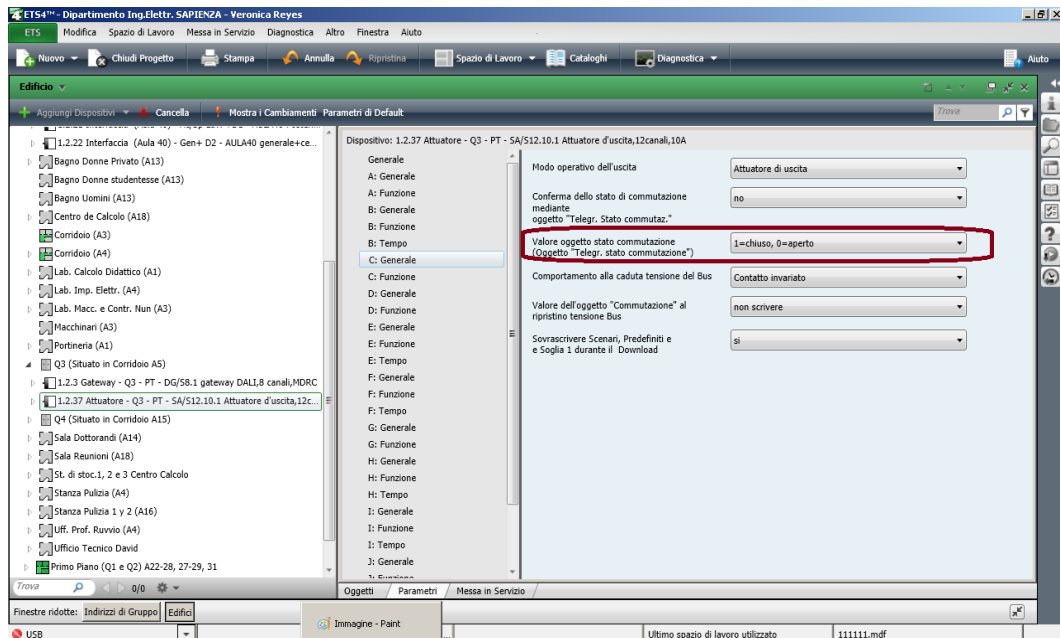 ETS4™ - Dipartimento Ing.Elettr. SAPIENZA - Veronica Reyes
ETS Modifica Spazio di Lavoro Messa in Servizio Diagnostica Altro Finestra Aiuto
Nuovo Chiudi Progetto Stampa Annulla Ripristina Spazio di Lavoro Cataloghi Diagnostica Aiuto
Edificio
Aggiungi Dispositivi Cancella Mostra i Cambiamenti Parametri di Default Trova
1.2.22 Interfaccia (Aula 40) - Gen+ D2 - AULA40 generale+ce...
Bagno Donne Privato (A13)
Bagno Donne studentesse (A13)
Bagno Uomini (A13)
Centro de Calcolo (A18)
Corridoio (A3)
Corridoio (A4)
Lab. Calcolo Didattico (A1)
Lab. Imp. Elettr. (A4)
Lab. Macc. e Contr. Nun (A3)
Macchinari (A3)
Portineria (A1)
Q3 (Situato in Corridoio A5)
1.2.3 Gateway - Q3 - PT - DG/S8.1 gateway DALI,8 canali,MDRC
1.2.37 Attuatore - Q3 - PT - SA/S12.10.1 Attuatore d'uscita,12c...
Q4 (Situato in Corridoio A15)
Sala Dottorandi (A14)
Sala Reunioni (A18)
St. di stoc.1, 2 e 3 Centro Calcolo
Stanza Pulizia (A4)
Stanza Pulizia 1 y 2 (A16)
Uff. Prof. Ruvvio (A4)
Ufficio Tecnico David
Primo Piano (Q1 e Q2) A22-28, 27-29, 31
Trova 0/0
Dispositivo: 1.2.37 Attuatore - Q3 - PT - SA/S12.10.1 Attuatore d'uscita,12canali,10A
Generale
A: Generale
A: Funzione
B: Generale
B: Funzione
B: Tempo
C: Generale
C: Funzione
D: Generale
D: Funzione
E: Generale
E: Funzione
E: Tempo
F: Generale
F: Funzione
F: Tempo
G: Generale
G: Funzione
H: Generale
H: Funzione
H: Tempo
I: Generale
I: Funzione
I: Tempo
J: Generale
J: Funzione
Modo operativo dell'uscita Attuatore di uscita
Conferma dello stato di commutazione no
mediante
oggetto "Telegr. Stato commutaz."
Valore oggetto stato commutazione 1=chiuso, 0=aperto
(Oggetto "Telegr. stato commutazione")
Comportamento alla caduta tensione del Bus Contatto invariato
Valore dell'oggetto "Commutazione" al non scrivere
ripristino tensione Bus
Sovrascrivere Scenari, Predefiniti e si
e Soglia 1 durante il Download
Oggetti Parametri Messa in Servizio
Finestre ridotte: Indirizzi di Gruppo Edifici
Immagine - Paint
USB ... Ultimo spazio di lavoro utilizzato 111111.mdf